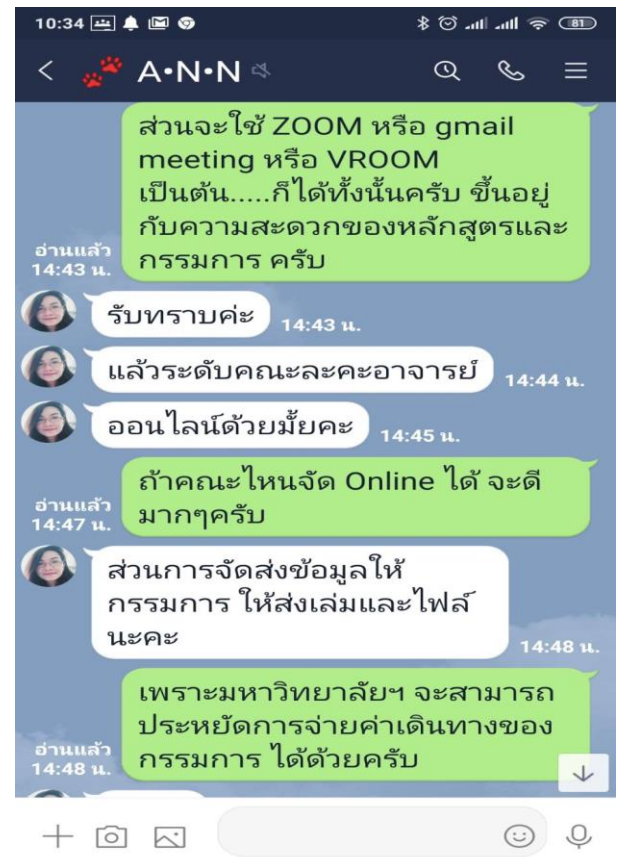 10:34
81
A•N•N
ส่วนจะใช้ ZOOM หรือ gmail
meeting หรือ VROOM
เป็นต้น.....ก็ได้ทั้งนั้นครับ ขึ้นอยู่
กับความสะดวกของหลักสูตรและ
กรรมการ ครับ
อ่านแล้ว
14:43 น.
รับทราบค่ะ
14:43 น.
แล้วระดับคณะละคะอาจารย์
14:44 น.
ออนไลน์ด้วยมั้ยคะ
14:45 น.
ถ้าคณะไหนจัด Online ได้ จะดี
มากๆครับ
อ่านแล้ว
14:47 น.
ส่วนการจัดส่งข้อมูลให้
กรรมการ ให้ส่งเล่มและไฟล์
นะคะ
14:48 น.
เพราะมหาวิทยาลัยฯ จะสามารถ
ประหยัดการจ่ายค่าเดินทางของ
กรรมการ ได้ด้วยครับ
อ่านแล้ว
14:48 น.